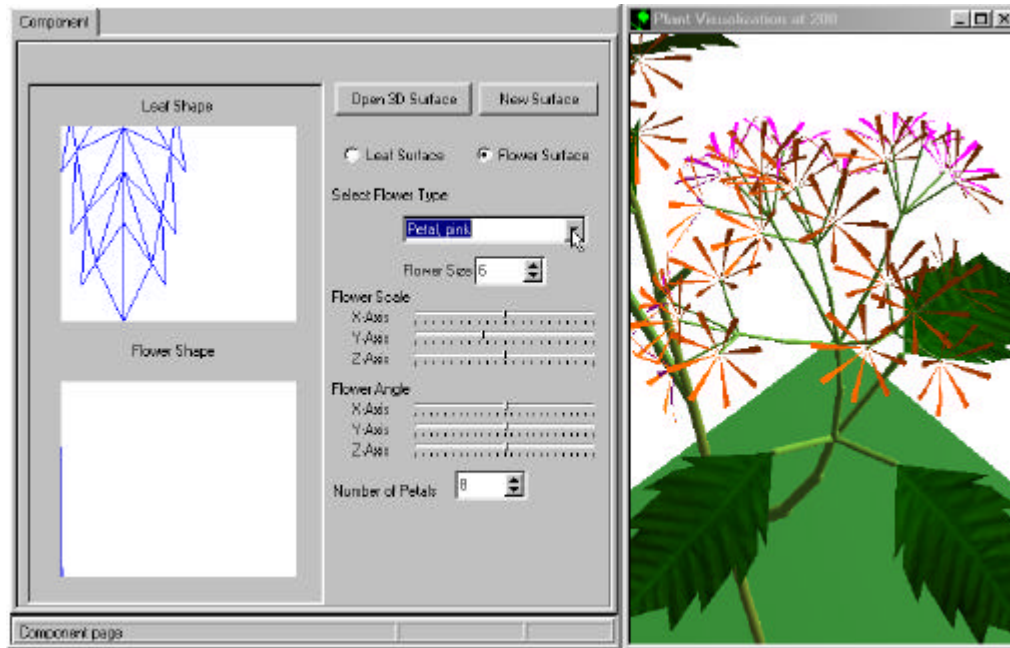 Component
Leaf Shape
Flower Shape
Open 3D Surface
New Surface
Leaf Surface
Flower Surface
Select Flower Type
Petal, pink
Flower Size 6
Flower Scale
X-Axis
Y-Axis
Z-Axis
Flower Angle
X-Axis
Y-Axis
Z-Axis
Number of Petals 8
Component page
Plant Visualization at 200